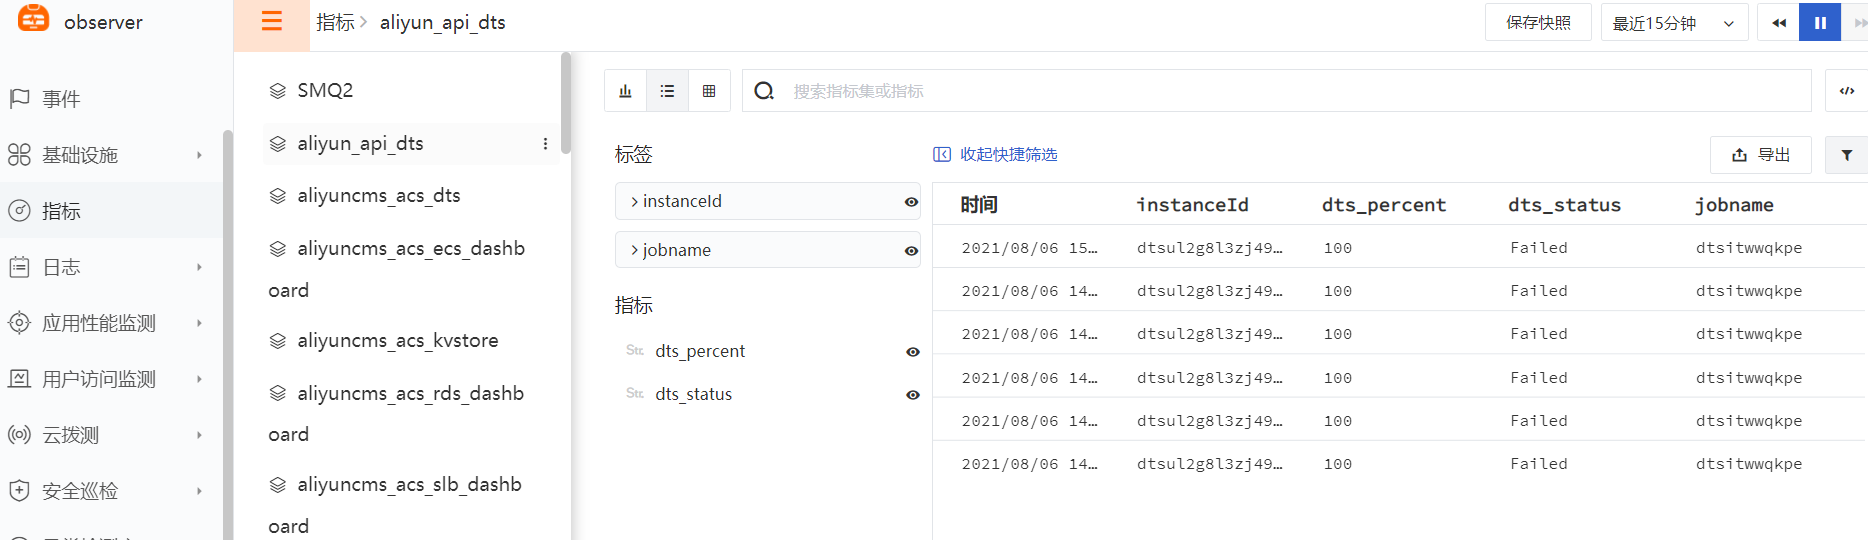 observer
事件
基础设施
指标
日志
应用性能监测
用户访问监测
云拨测
安全巡检
指标 aliyun_api_dts
保存快照
最近15分钟
SMQ2
aliyun_api_dts
aliyuncms_acs_dts
aliyuncms_acs_ecs_dashb
oard
aliyuncms_acs_kvstore
aliyuncms_acs_rds_dashb
oard
aliyuncms_acs_slb_dashb
oard
搜索指标集或指标
标签
instanceId
jobname
指标
Str. dts_percent
Str. dts_status
收起快捷筛选
导出
时间 instanceId dts_percent dts_status jobname
2021/08/06 15… dtsul2g8l3zj49… 100 Failed dtsitwwqkpe
2021/08/06 14… dtsul2g8l3zj49… 100 Failed dtsitwwqkpe
2021/08/06 14… dtsul2g8l3zj49… 100 Failed dtsitwwqkpe
2021/08/06 14… dtsul2g8l3zj49… 100 Failed dtsitwwqkpe
2021/08/06 14… dtsul2g8l3zj49… 100 Failed dtsitwwqkpe
2021/08/06 14… dtsul2g8l3zj49… 100 Failed dtsitwwqkpe